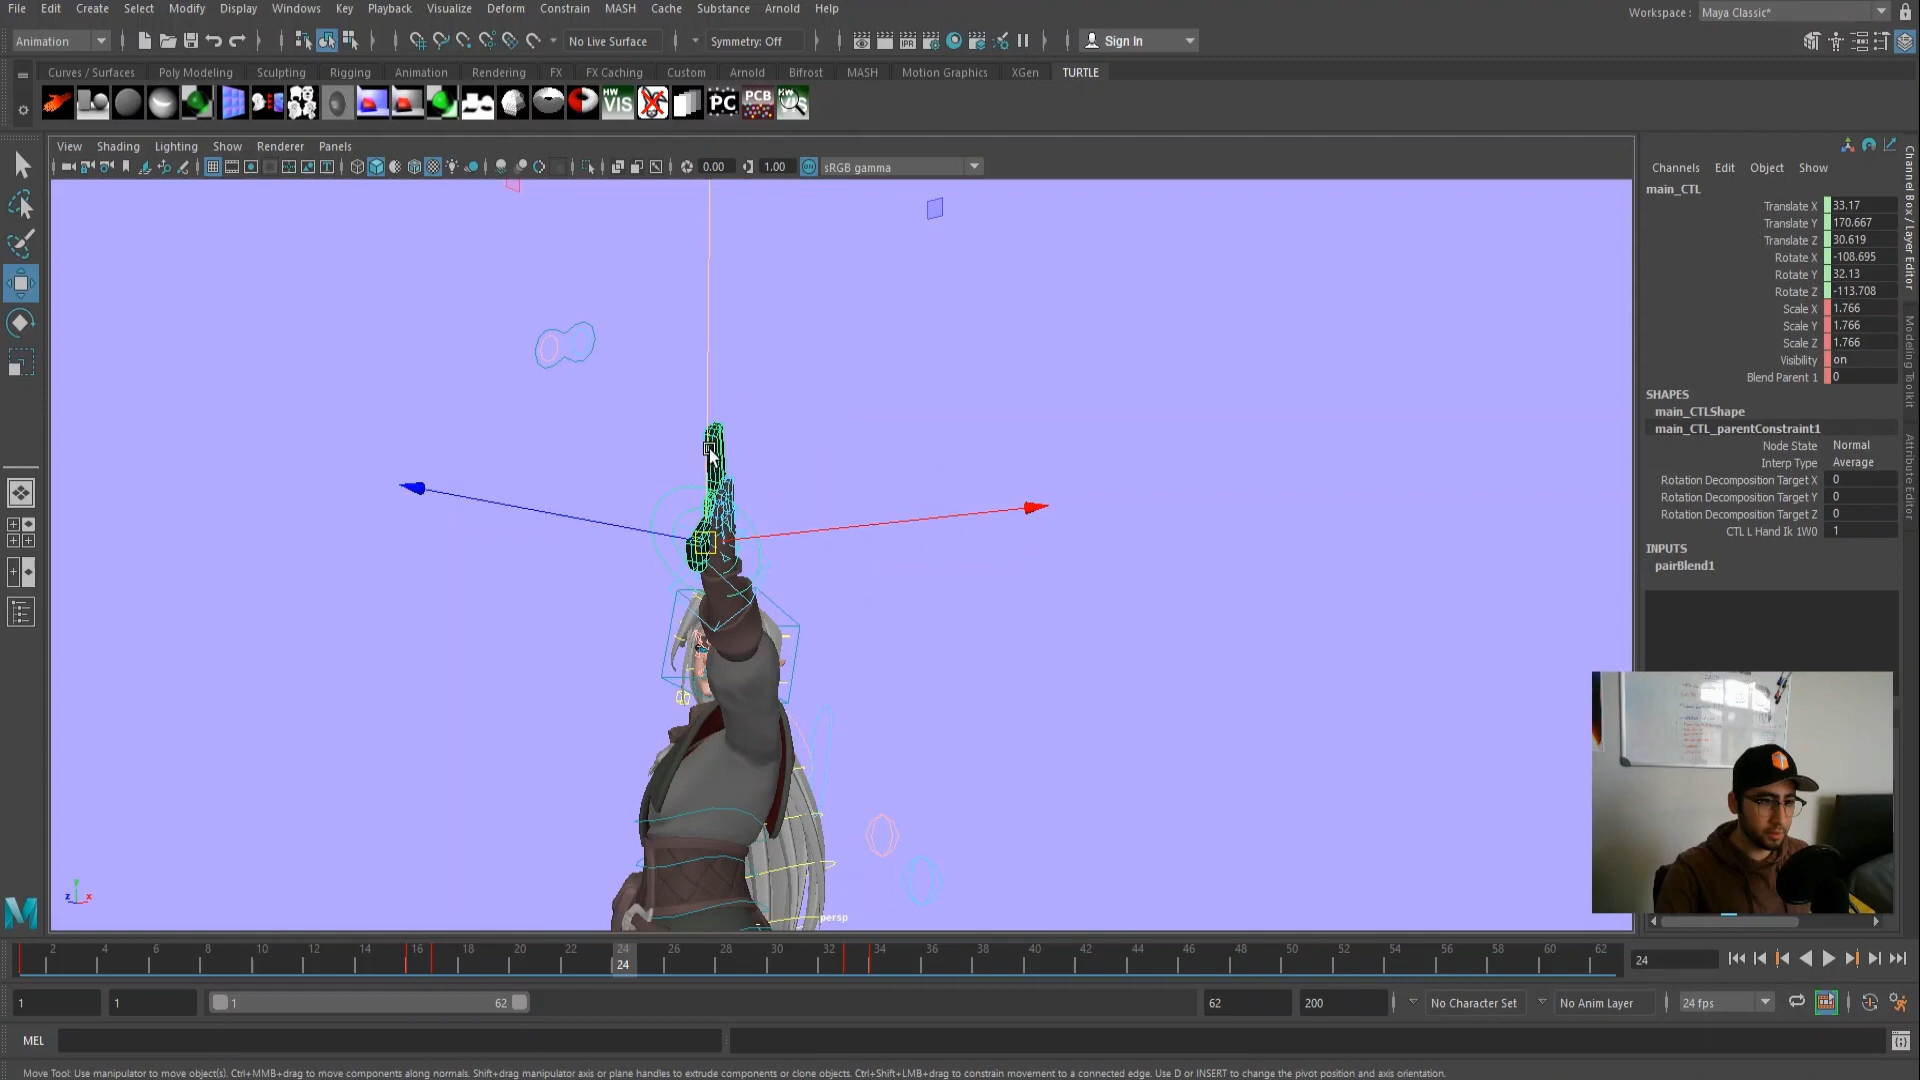 File Edit Create Select Modify Display Windows Key Playback Visualize Deform Constrain MASH Cache Substance Arnold Help
Workspace : Maya Classic*
Animation No Live Surface Symmetry: Off Sign In
Curves / Surfaces Poly Modeling Sculpting Rigging Animation Rendering FX FX Caching Custom Arnold Bifrost MASH Motion Graphics XGen TURTLE
HW VIS PC PCB HW VIS
View Shading Lighting Show Renderer Panels
0.00 1.00 sRGB gamma
Channels Edit Object Show
main_CTL
Translate X 33.17
Translate Y 170.667
Translate Z 30.619
Rotate X -108.695
Rotate Y 32.13
Rotate Z -113.708
Scale X 1.766
Scale Y 1.766
Scale Z 1.766
Visibility on
Blend Parent 1 0
SHAPES
main_CTLShape
main_CTL_parentConstraint1
Node State Normal
Interp Type Average
Rotation Decomposition Target X 0
Rotation Decomposition Target Y 0
Rotation Decomposition Target Z 0
CTL L Hand Ik 1W0 1
INPUTS
pairBlend1
Channel Box / Layer Editor
Modeling Toolkit
Attribute Editor
y
z x
persp
2 4 6 8 10 12 14 16 18 20 22 24 26 28 30 32 34 36 38 40 42 44 46 48 50 52 54 56 58 60 62
24
24
1 1 1 62 62 200 No Character Set No Anim Layer 24 fps
MEL
Move Tool: Use manipulator to move object(s). Ctrl+MMB+drag to move components along normals. Shift+drag manipulator axis or plane handles to extrude components or clone objects. Ctrl+Shift+LMB+drag to constrain movement to a connected edge. Use D or INSERT to change the pivot position and axis orientation.